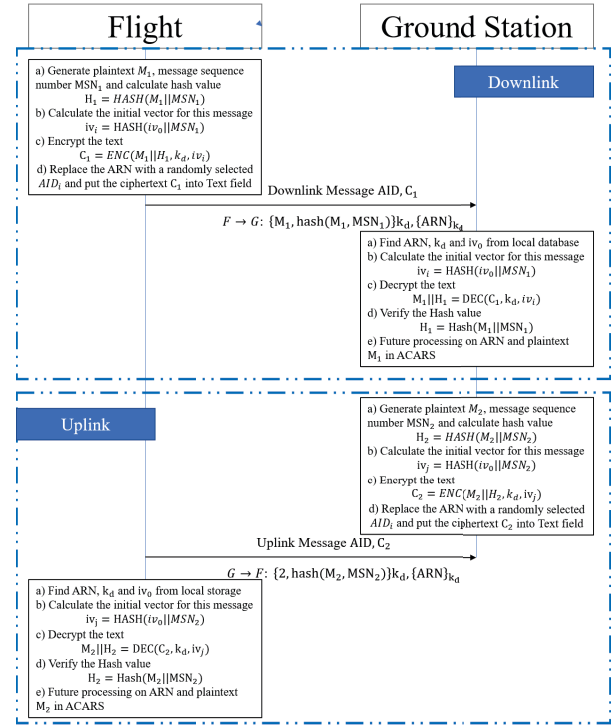 Flight
Ground Station
a) Generate plaintext M₁, message sequence
number MSN₁ and calculate hash value
H₁ = HASH(M₁||MSN₁)
b) Calculate the initial vector for this message
ivᵢ = HASH(iv₀||MSN₁)
c) Encrypt the text
C₁ = ENC(M₁||H₁, k_d, ivᵢ)
d) Replace the ARN with a randomly selected
AIDᵢ and put the ciphertext C₁ into Text field
Downlink
Downlink Message AID, C₁
F → G: {M₁, hash(M₁, MSN₁)}k_d, {ARN}_{k_d}
a) Find ARN, k_d and iv₀ from local database
b) Calculate the initial vector for this message
ivᵢ = HASH(iv₀||MSN₁)
c) Decrypt the text
M₁||H₁ = DEC(C₁, k_d, ivᵢ)
d) Verify the Hash value
H₁ = Hash(M₁||MSN₁)
e) Future processing on ARN and plaintext
M₁ in ACARS
Uplink
a) Generate plaintext M₂, message sequence
number MSN₂ and calculate hash value
H₂ = HASH(M₂||MSN₂)
b) Calculate the initial vector for this message
ivⱼ = HASH(iv₀||MSN₂)
c) Encrypt the text
C₂ = ENC(M₂||H₂, k_d, ivⱼ)
d) Replace the ARN with a randomly selected
AIDᵢ and put the ciphertext C₂ into Text field
Uplink Message AID, C₂
G → F: {2, hash(M₂, MSN₂)}k_d, {ARN}_{k_d}
a) Find ARN, k_d and iv₀ from local storage
b) Calculate the initial vector for this message
ivⱼ = HASH(iv₀||MSN₂)
c) Decrypt the text
M₂||H₂ = DEC(C₂, k_d, ivⱼ)
d) Verify the Hash value
H₂ = Hash(M₂||MSN₂)
e) Future processing on ARN and plaintext
M₂ in ACARS